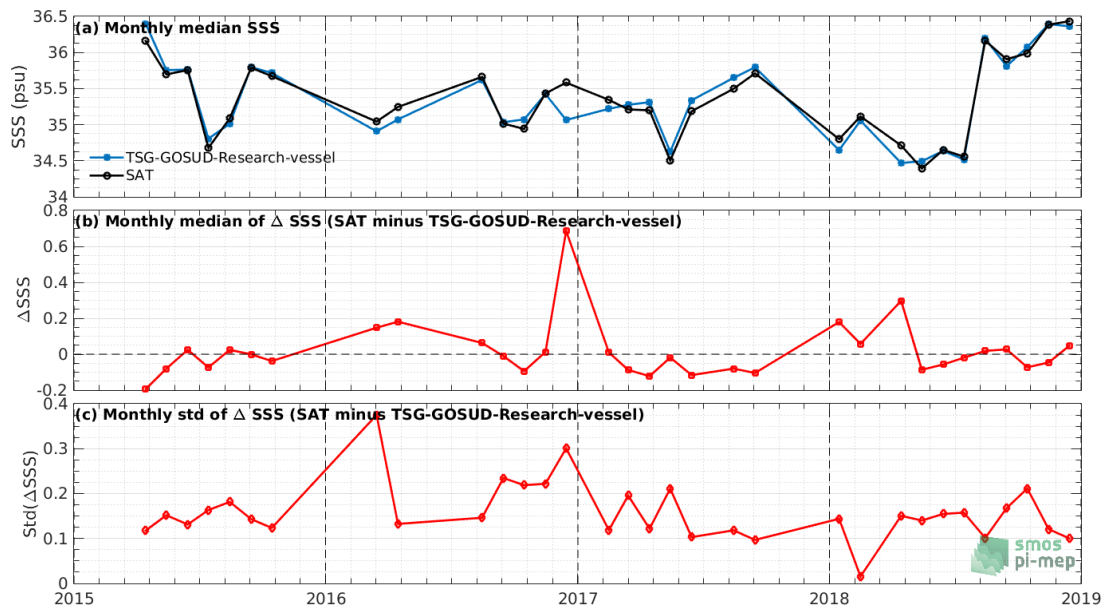 (a) Monthly median SSS
36.5
36
35.5
35
34.5
34
SSS (psu)
TSG-GOSUD-Research-vessel
SAT
(b) Monthly median of Δ SSS (SAT minus TSG-GOSUD-Research-vessel)
0.8
0.6
0.4
0.2
0
-0.2
ΔSSS
(c) Monthly std of Δ SSS (SAT minus TSG-GOSUD-Research-vessel)
0.4
0.3
0.2
0.1
0
Std(ΔSSS)
smos
pi-mep
2015 2016 2017 2018 2019